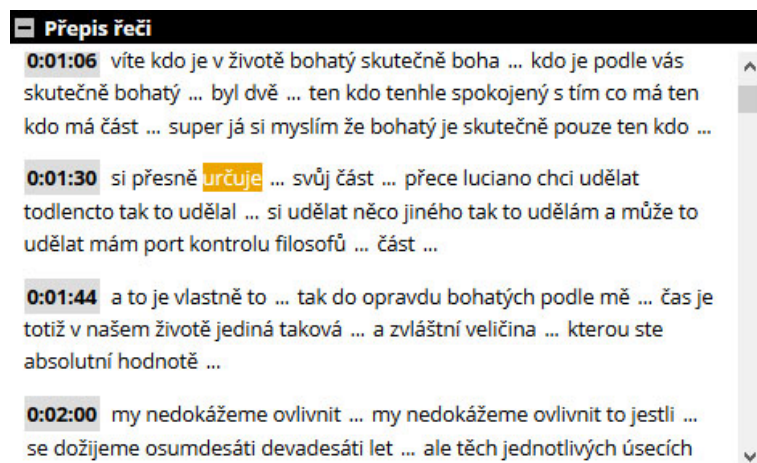 Přepis řeči
0:01:06 víte kdo je v životě bohatý skutečně boha ... kdo je podle vás
skutečně bohatý ... byl dvě ... ten kdo tenhle spokojený s tím co má ten
kdo má část ... super já si myslím že bohatý je skutečně pouze ten kdo ...
0:01:30 si přesně určuje ... svůj část ... přece luciano chci udělat
todlencto tak to udělal ... si udělat něco jiného tak to udělám a může to
udělat mám port kontrolu filosofů ... část ...
0:01:44 a to je vlastně to ... tak do opravdu bohatých podle mě ... čas je
totiž v našem životě jediná taková ... a zvláštní veličina ... kterou ste
absolutní hodnotě ...
0:02:00 my nedokážeme ovlivnit ... my nedokážeme ovlivnit to jestli ...
se dožijeme osumdesáti devadesáti let ... ale těch jednotlivých úsecích